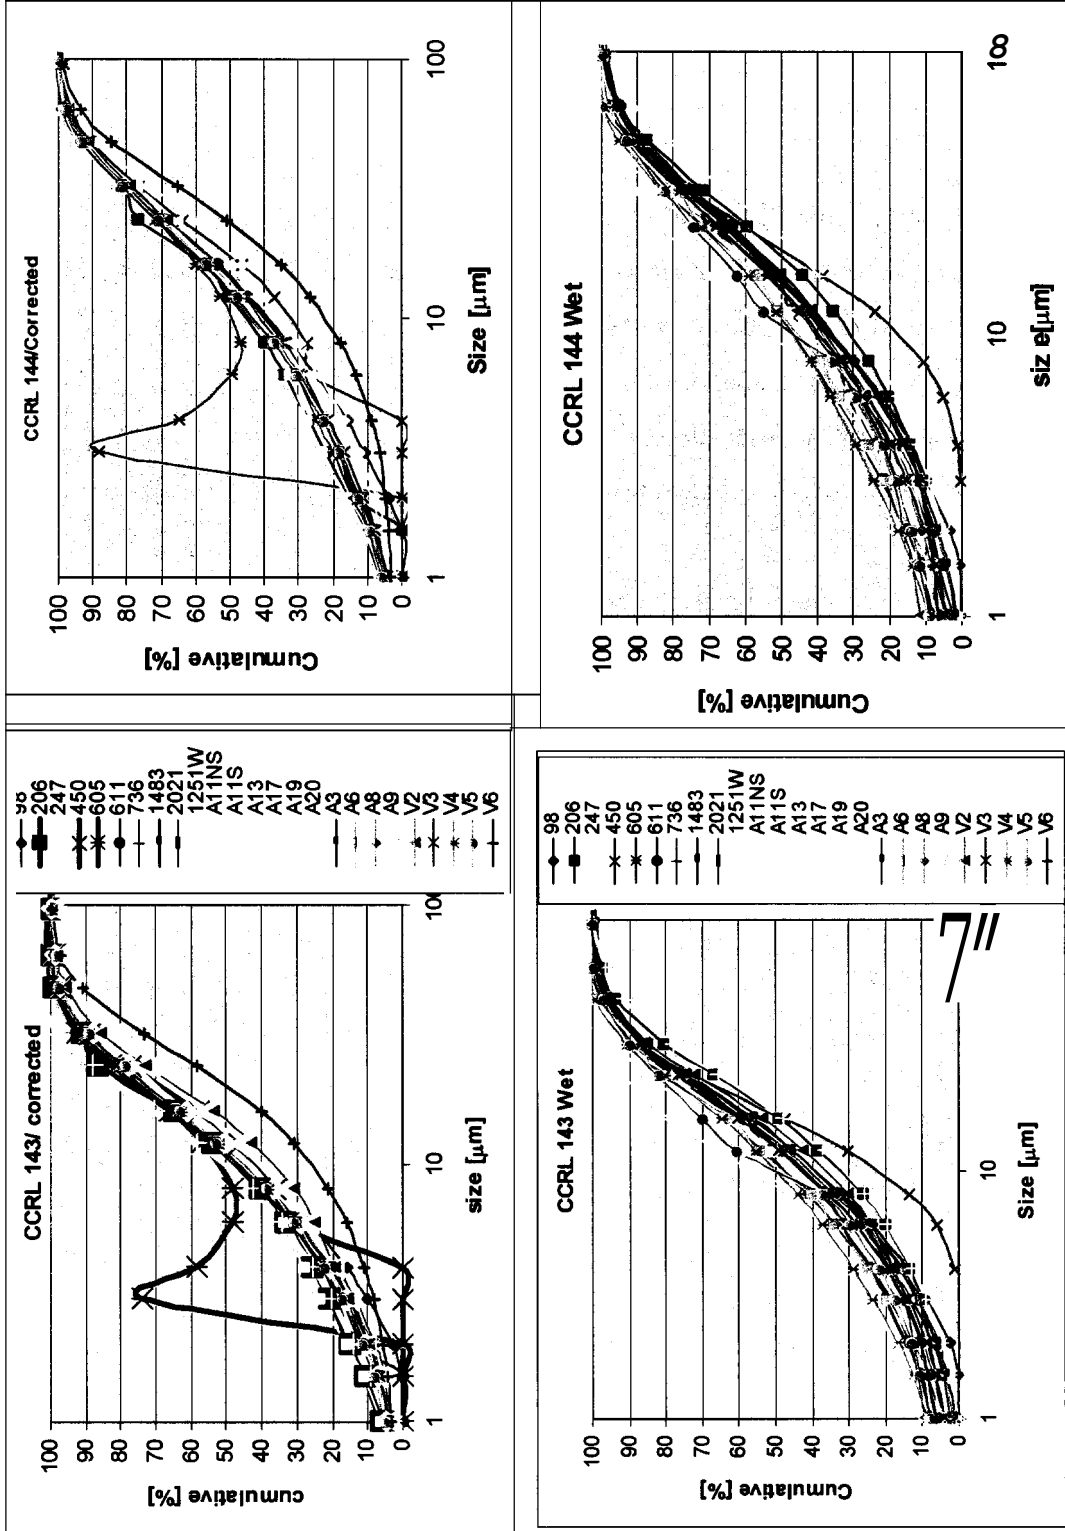 CCRL 143/ corrected
cumulative [%]
100
90
80
70
60
50
40
30
20
10
0
1
10
100
size [µm]
98
206
247
450
605
611
736
1483
2021
1251W
A11NS
A11S
A13
A17
A19
A20
A3
A6
A8
A9
V2
V3
V4
V5
V6
CCRL 144/Corrected
Cumulative [%]
100
90
80
70
60
50
40
30
20
10
0
1
10
100
Size [µm]
CCRL 143 Wet
Cumulative [%]
100
90
80
70
60
50
40
30
20
10
0
1
10
7"
Size [µm]
98
206
247
450
605
611
736
1483
2021
1251W
A11NS
A11S
A13
A17
A19
A20
A3
A6
A8
A9
V2
V3
V4
V5
V6
CCRL 144 Wet
Cumulative [%]
100
90
80
70
60
50
40
30
20
10
0
1
10
100
siz e[µm]